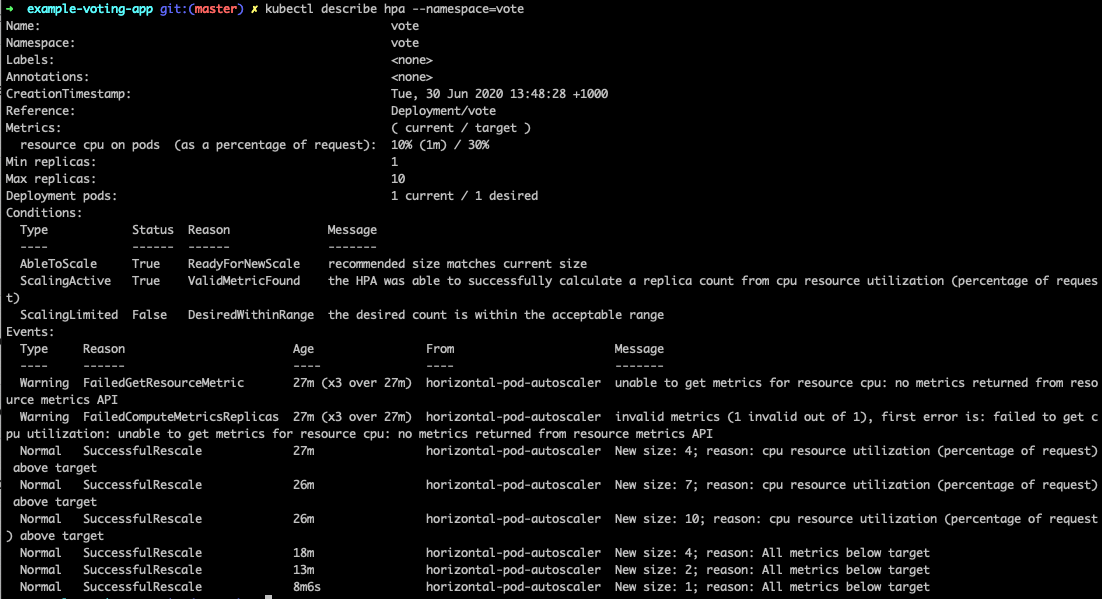 ➜  example-voting-app git:(master) ✗ kubectl describe hpa --namespace=vote
Name:                                                  vote
Namespace:                                             vote
Labels:                                                <none>
Annotations:                                           <none>
CreationTimestamp:                                     Tue, 30 Jun 2020 13:48:28 +1000
Reference:                                             Deployment/vote
Metrics:                                               ( current / target )
  resource cpu on pods  (as a percentage of request):  10% (1m) / 30%
Min replicas:                                          1
Max replicas:                                          10
Deployment pods:                                       1 current / 1 desired
Conditions:
  Type            Status  Reason              Message
  ----            ------  ------              -------
  AbleToScale     True    ReadyForNewScale    recommended size matches current size
  ScalingActive   True    ValidMetricFound    the HPA was able to successfully calculate a replica count from cpu resource utilization (percentage of reques
t)
  ScalingLimited  False   DesiredWithinRange  the desired count is within the acceptable range
Events:
  Type     Reason                        Age                From                       Message
  ----     ------                        ----               ----                       -------
  Warning  FailedGetResourceMetric       27m (x3 over 27m)  horizontal-pod-autoscaler  unable to get metrics for resource cpu: no metrics returned from reso
urce metrics API
  Warning  FailedComputeMetricsReplicas  27m (x3 over 27m)  horizontal-pod-autoscaler  invalid metrics (1 invalid out of 1), first error is: failed to get c
pu utilization: unable to get metrics for resource cpu: no metrics returned from resource metrics API
  Normal   SuccessfulRescale             27m                horizontal-pod-autoscaler  New size: 4; reason: cpu resource utilization (percentage of request)
 above target
  Normal   SuccessfulRescale             26m                horizontal-pod-autoscaler  New size: 7; reason: cpu resource utilization (percentage of request)
 above target
  Normal   SuccessfulRescale             26m                horizontal-pod-autoscaler  New size: 10; reason: cpu resource utilization (percentage of request
) above target
  Normal   SuccessfulRescale             18m                horizontal-pod-autoscaler  New size: 4; reason: All metrics below target
  Normal   SuccessfulRescale             13m                horizontal-pod-autoscaler  New size: 2; reason: All metrics below target
  Normal   SuccessfulRescale             8m6s               horizontal-pod-autoscaler  New size: 1; reason: All metrics below target